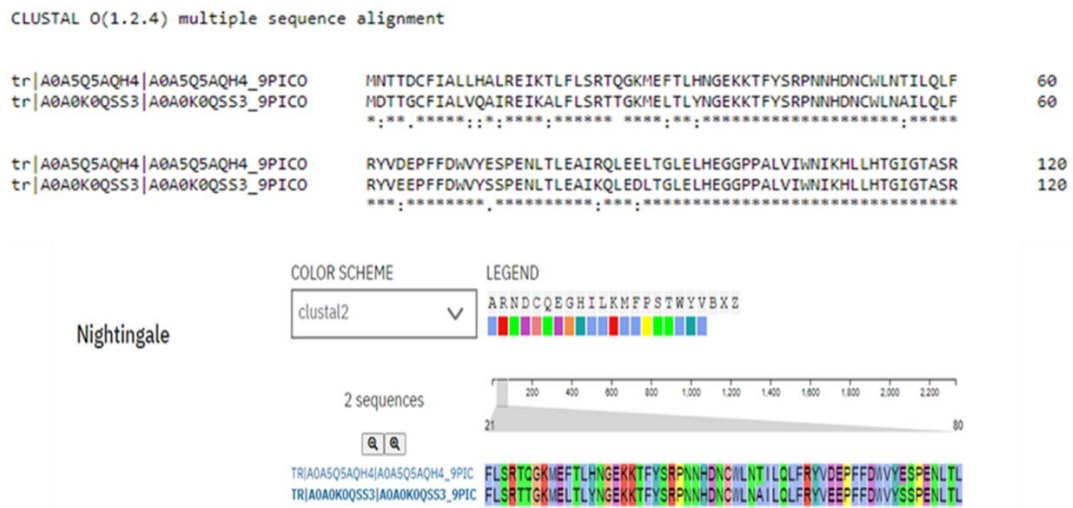 CLUSTAL O(1.2.4) multiple sequence alignment
tr|A0A5Q5AQH4|A0A5Q5AQH4_9PICO MNTTDCFIALLHALREIKTLFLSRTQGKMEFTLHNGEKKTFYSRPNNHDNCWLNTILQLF 60
tr|A0A0K0QSS3|A0A0K0QSS3_9PICO MDTTGCFIALVQAIREIKALFLSRTTGKMELTLYNGEKKTFYSRPNNHDNCWLNAILQLF 60
*:**.*****::*:****:****** ****:**:********************:*****
tr|A0A5Q5AQH4|A0A5Q5AQH4_9PICO RYVDEPFFDWVYESPENLTLEAIRQLEELTGLELHEGGPPALVIWNIKHLLHTGIGTASR 120
tr|A0A0K0QSS3|A0A0K0QSS3_9PICO RYVEEPFFDWVYSSPENLTLEAIKQLEDLTGLELHEGGPPALVIWNIKHLLHTGIGTASR 120
***:********.**********:***:********************************
COLOR SCHEME LEGEND
clustal2 A R N D C Q E G H I L K M F P S T W Y V B X Z
Nightingale
200 400 600 800 1,000 1,200 1,400 1,600 1,800 2,000 2,200
2 sequences
21 80
TR|A0A5Q5AQH4|A0A5Q5AQH4_9PIC FLSRTQGKMEFTLHNGEKKTFYSRPNNHDNCWLNTILQLFRYVDEPFFDWVYESPENLTL
TR|A0A0K0QSS3|A0A0K0QSS3_9PIC FLSRTTGKMELTLYNGEKKTFYSRPNNHDNCWLNAILQLFRYVEEPFFDWVYSSPENLTL